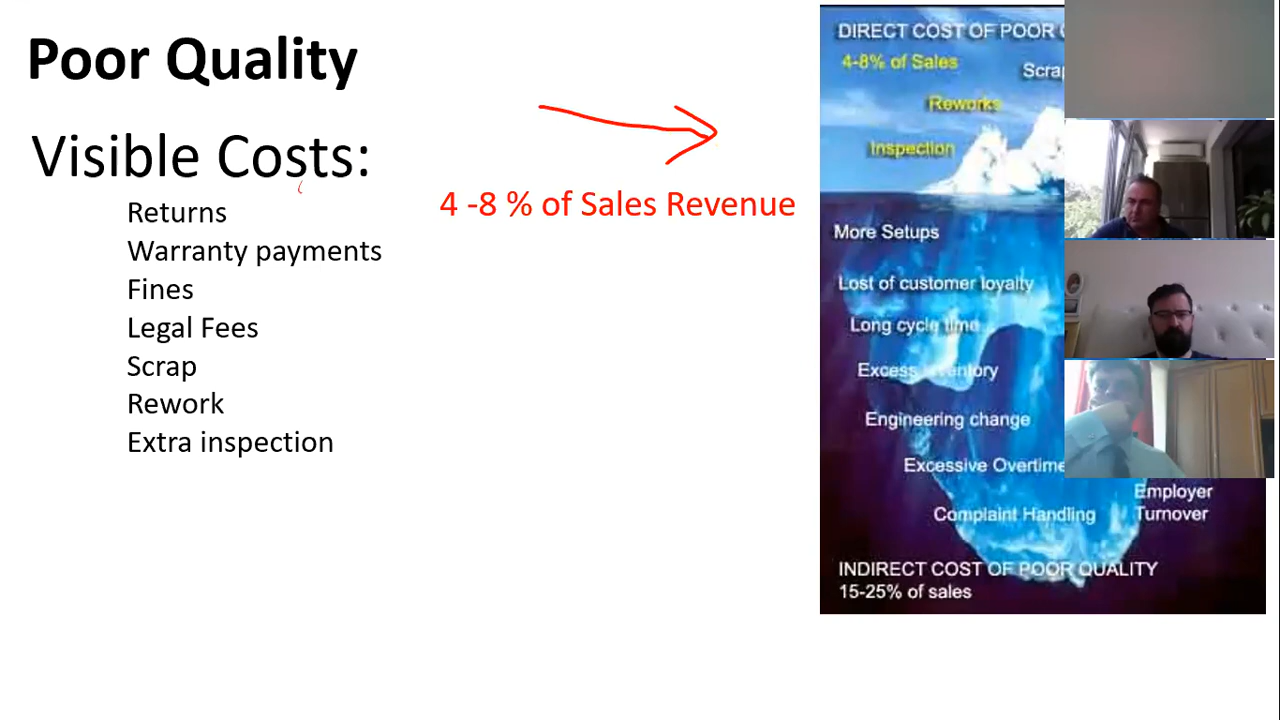 Poor Quality
Visible Costs:
Returns
Warranty payments
Fines
Legal Fees
Scrap
Rework
Extra inspection
4 -8 % of Sales Revenue
DIRECT COST OF POOR
4-8% of Sales
Reworks
Inspection
More Setups
Lost of customer loyalty
Long cycle time
Excess inventory
Engineering change
Excessive Overtime
Employer
Turnover
Complaint Handling
INDIRECT COST OF POOR QUALITY
15-25% of sales